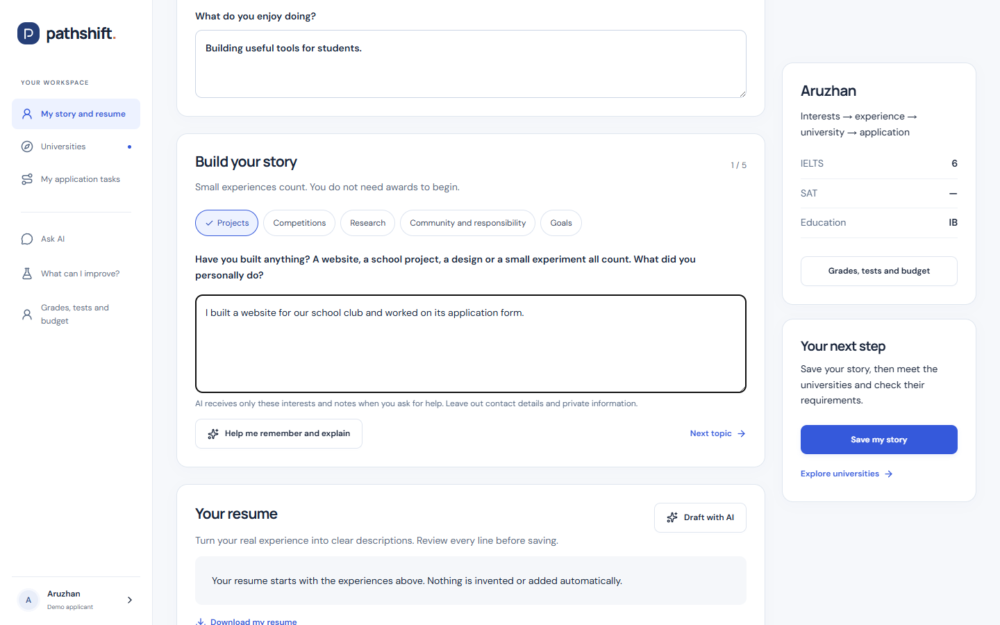 pathshift.
YOUR WORKSPACE
My story and resume
Universities
My application tasks
Ask AI
What can I improve?
Grades, tests and
budget
A
Aruzhan
Demo applicant
What do you enjoy doing?
Building useful tools for students.
Build your story
1 / 5
Small experiences count. You do not need awards to begin.
Projects
Competitions
Research
Community and responsibility
Goals
Have you built anything? A website, a school project, a design or a small experiment all count. What did you
personally do?
I built a website for our school club and worked on its application form.
AI receives only these interests and notes when you ask for help. Leave out contact details and private information.
Help me remember and explain
Next topic →
Your resume
Draft with AI
Turn your real experience into clear descriptions. Review every line before saving.
Your resume starts with the experiences above. Nothing is invented or added automatically.
Download my resume
Aruzhan
Interests → experience →
university → application
IELTS 6
SAT —
Education IB
Grades, tests and budget
Your next step
Save your story, then meet the
universities and check their
requirements.
Save my story
Explore universities →